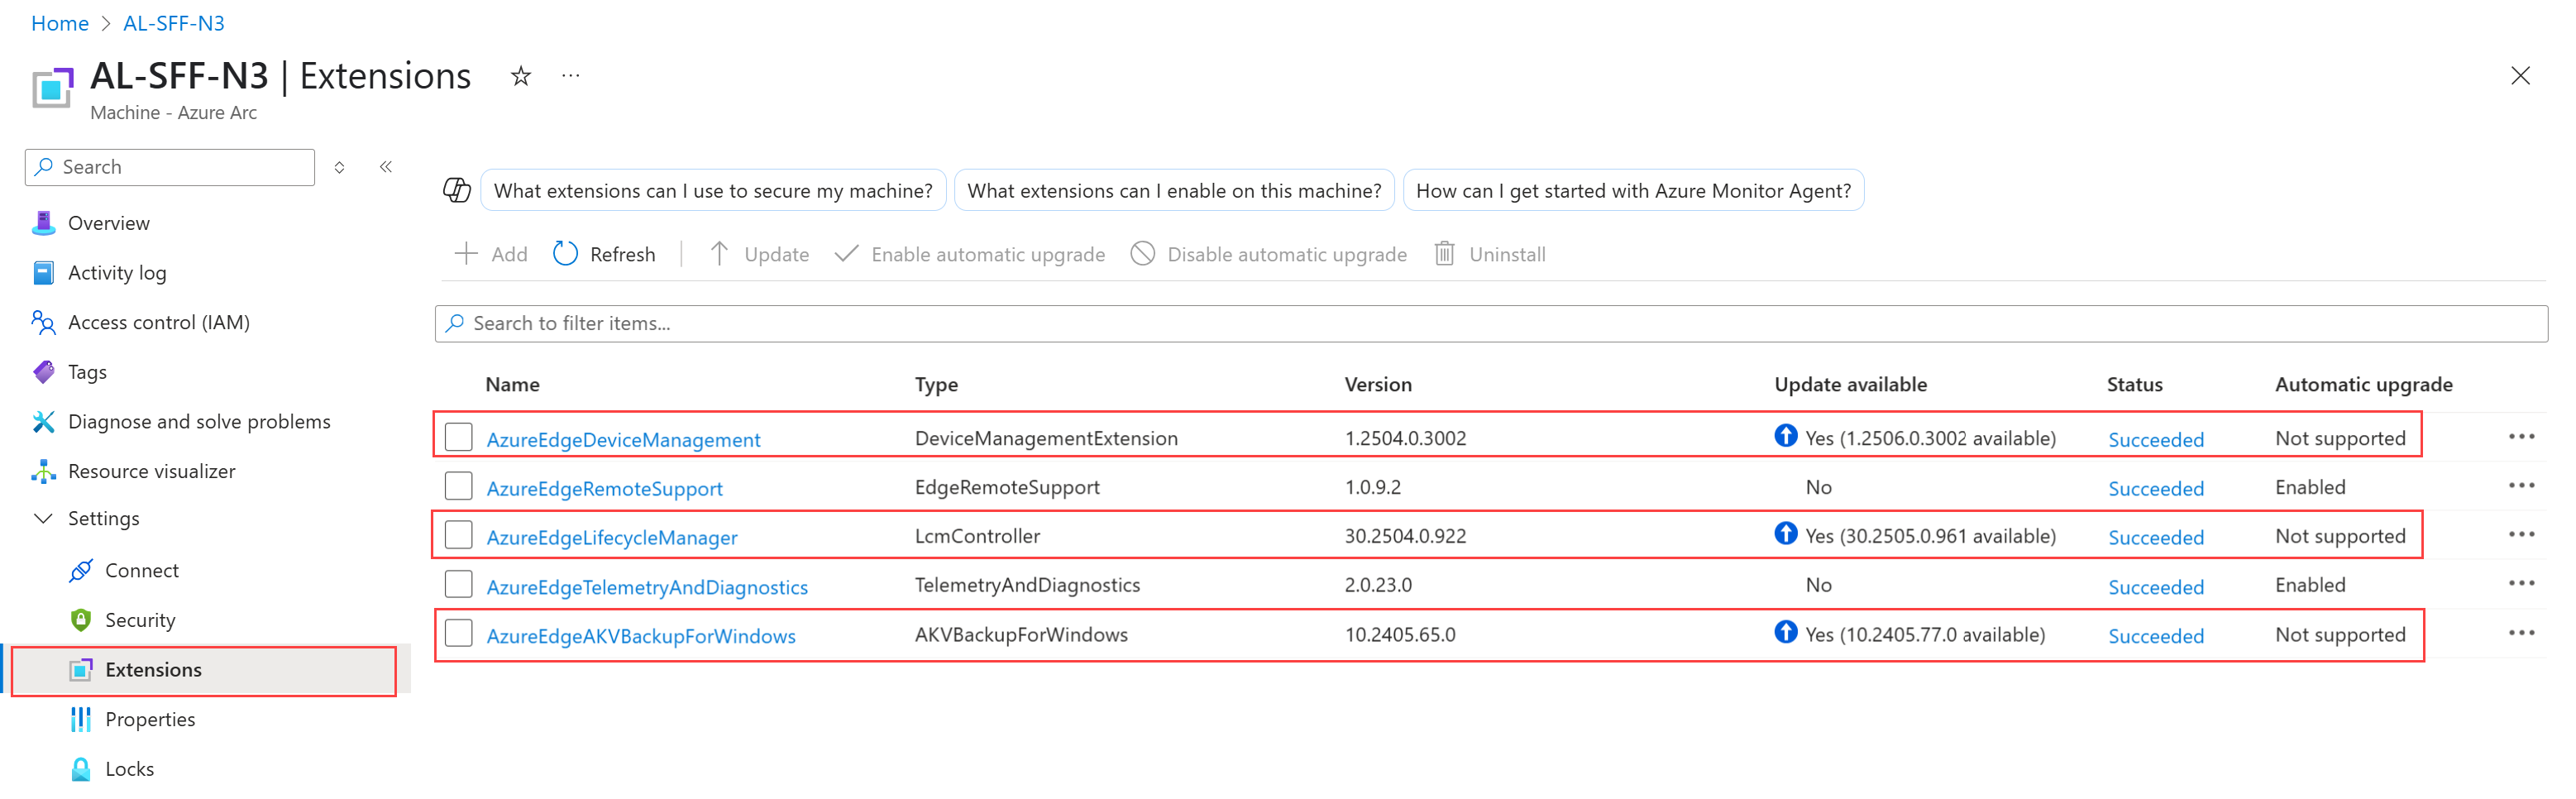 Home > AL-SFF-N3
AL-SFF-N3 | Extensions
Machine - Azure Arc
Search
What extensions can I use to secure my machine? What extensions can I enable on this machine? How can I get started with Azure Monitor Agent?
Add Refresh Update Enable automatic upgrade Disable automatic upgrade Uninstall
Search to filter items...
Overview
Activity log
Access control (IAM)
Tags
Diagnose and solve problems
Resource visualizer
Settings
Connect
Security
Extensions
Properties
Locks
Name Type Version Update available Status Automatic upgrade
AzureEdgeDeviceManagement DeviceManagementExtension 1.2504.0.3002 Yes (1.2506.0.3002 available) Succeeded Not supported
AzureEdgeRemoteSupport EdgeRemoteSupport 1.0.9.2 No Succeeded Enabled
AzureEdgeLifecycleManager LcmController 30.2504.0.922 Yes (30.2505.0.961 available) Succeeded Not supported
AzureEdgeTelemetryAndDiagnostics TelemetryAndDiagnostics 2.0.23.0 No Succeeded Enabled
AzureEdgeAKVBackupForWindows AKVBackupForWindows 10.2405.65.0 Yes (10.2405.77.0 available) Succeeded Not supported